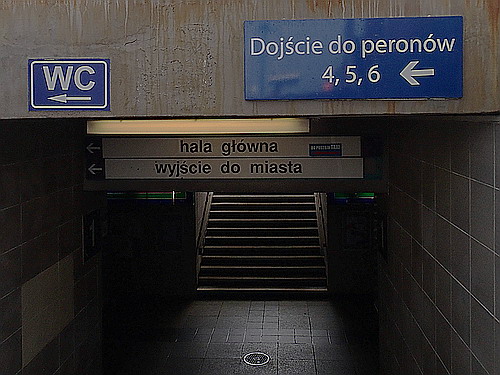 WC
Dojście do peronów
4, 5, 6
hala główna
wyjście do miasta